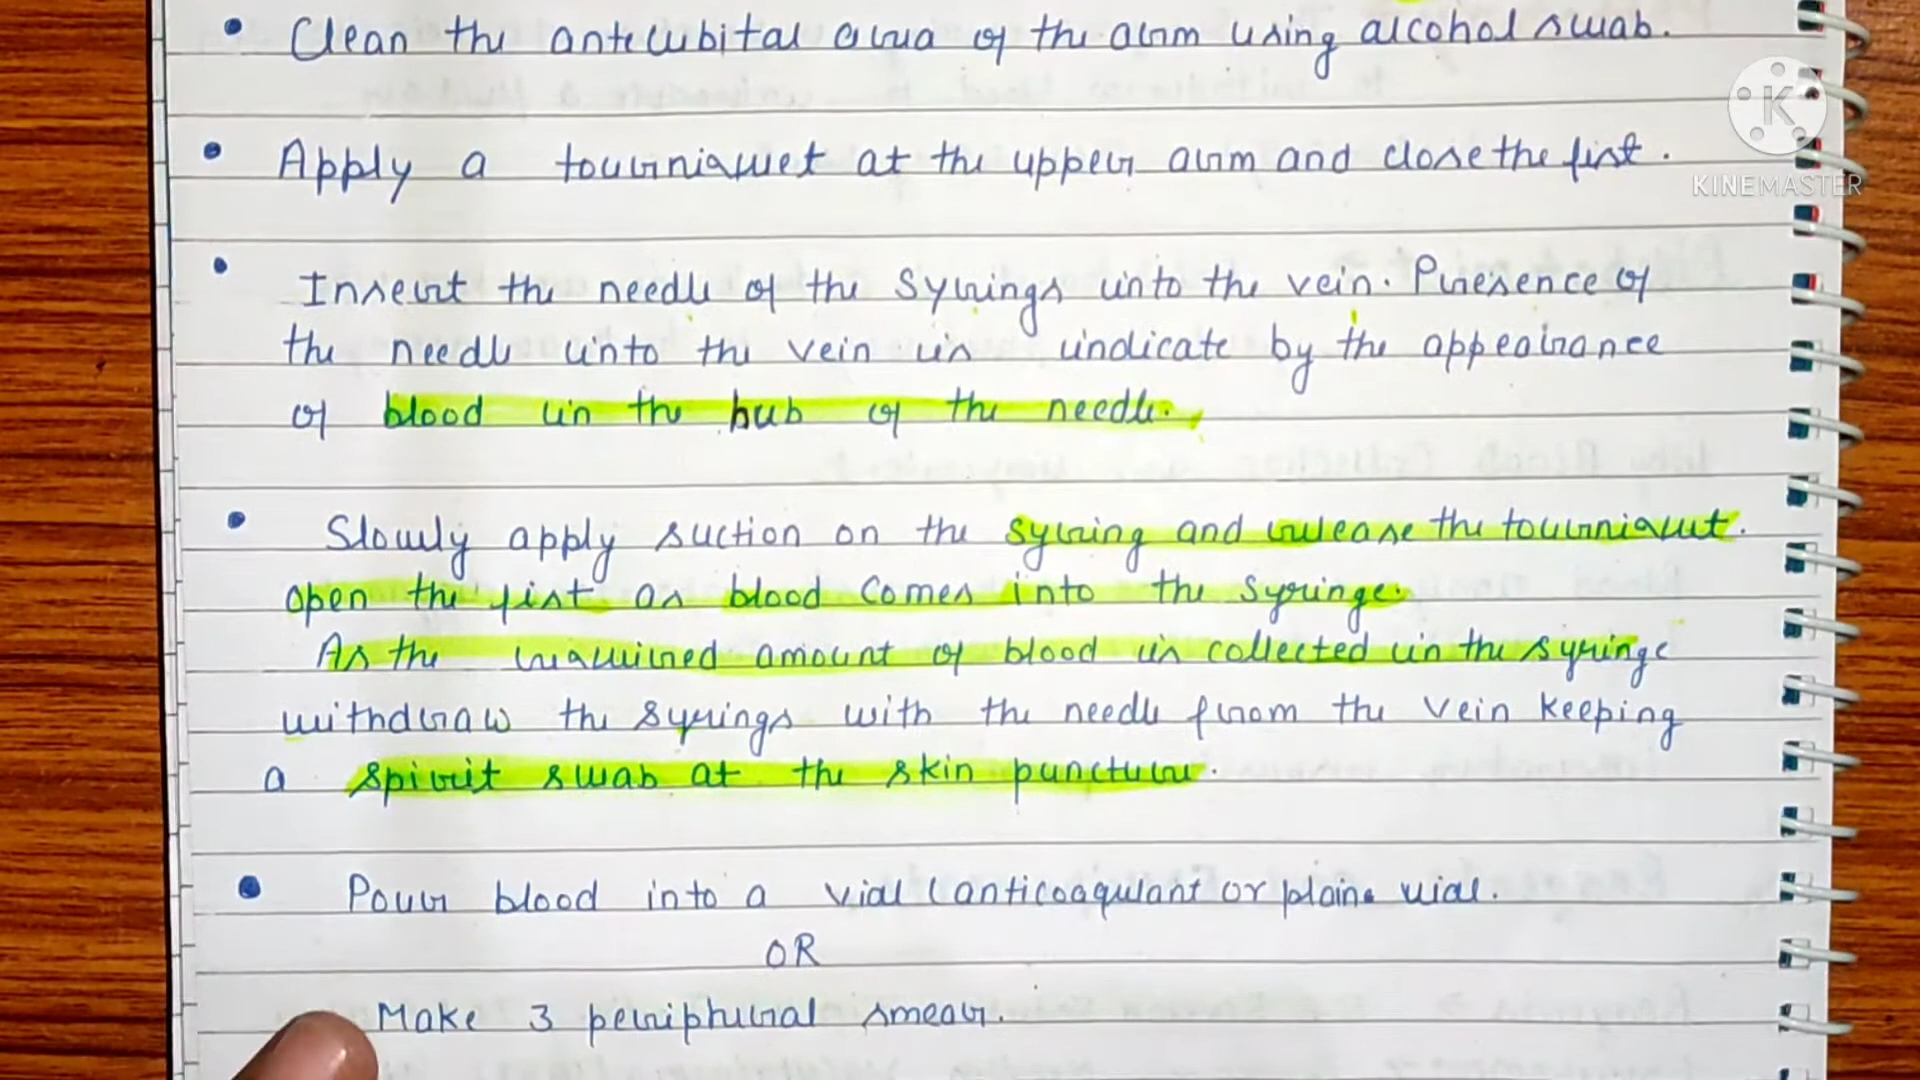 • Clean the antecubital area of the arm using alcohol swab.
• Apply a tourniquet at the upper arm and close the fist.
• Insert the needle of the Syrings into the vein. Presence of
the needle into the vein is indicate by the appearance
of blood in the hub of the needle.
• Slowly apply suction on the syring and release the tourniquet.
open the fist as blood comes into the syringe.
As the required amount of blood is collected in the syringe
withdraw the syrings with the needle from the vein keeping
a spirit swab at the skin puncture.
• Pour blood into a vial (anticoagulant or plain vial.
OR
Make 3 peripheral smear.
K
KINEMASTER